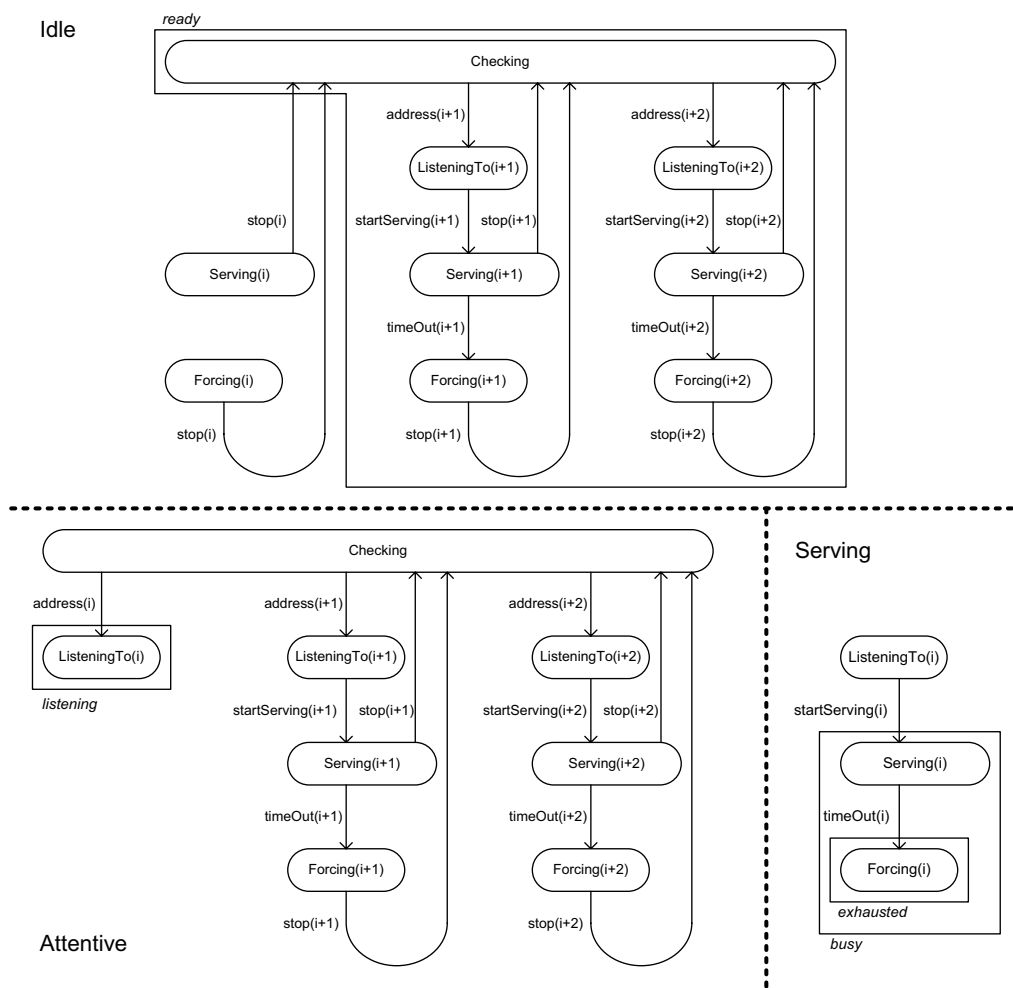 Idle
ready
Checking
address(i+1)
address(i+2)
ListeningTo(i+1)
ListeningTo(i+2)
stop(i)
startServing(i+1)
stop(i+1)
startServing(i+2)
stop(i+2)
Serving(i)
Serving(i+1)
Serving(i+2)
timeOut(i+1)
timeOut(i+2)
Forcing(i)
Forcing(i+1)
Forcing(i+2)
stop(i)
stop(i+1)
stop(i+2)
Checking
address(i)
address(i+1)
address(i+2)
ListeningTo(i)
ListeningTo(i+1)
ListeningTo(i+2)
listening
startServing(i+1)
stop(i+1)
startServing(i+2)
stop(i+2)
Serving(i+1)
Serving(i+2)
timeOut(i+1)
timeOut(i+2)
Forcing(i+1)
Forcing(i+2)
stop(i+1)
stop(i+2)
Attentive
Serving
ListeningTo(i)
startServing(i)
Serving(i)
timeOut(i)
Forcing(i)
exhausted
busy